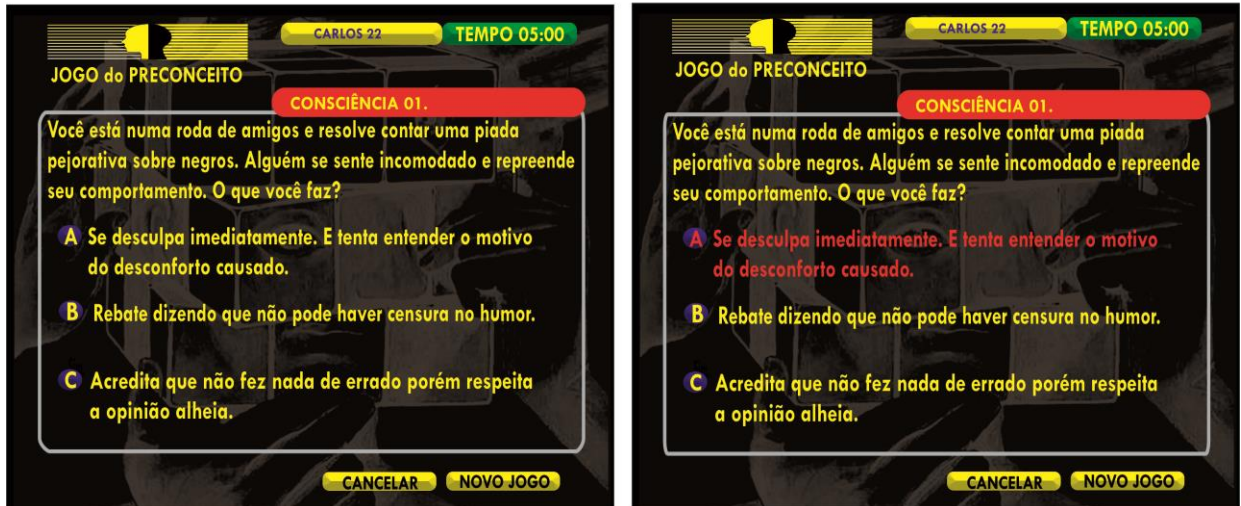 CARLOS 22
TEMPO 05:00
JOGO do PRECONCEITO
CONSCIÊNCIA 01.
Você está numa roda de amigos e resolve contar uma piada
pejorativa sobre negros. Alguém se sente incomodado e repreende
seu comportamento. O que você faz?
A Se desculpa imediatamente. E tenta entender o motivo
do desconforto causado.
B Rebate dizendo que não pode haver censura no humor.
C Acredita que não fez nada de errado porém respeita
a opinião alheia.
CANCELAR
NOVO JOGO
CARLOS 22
TEMPO 05:00
JOGO do PRECONCEITO
CONSCIÊNCIA 01.
Você está numa roda de amigos e resolve contar uma piada
pejorativa sobre negros. Alguém se sente incomodado e repreende
seu comportamento. O que você faz?
A Se desculpa imediatamente. E tenta entender o motivo
do desconforto causado.
B Rebate dizendo que não pode haver censura no humor.
C Acredita que não fez nada de errado porém respeita
a opinião alheia.
CANCELAR
NOVO JOGO